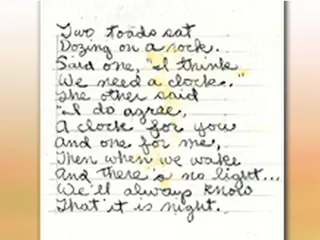 Two toads sat
Dozing on a rock.
Said one, "I think
We need a clock."
The other said
"I do agree,
A clock for you
And one for me,
Then when we wake
And there's no light...
We'll always know
That it is night.